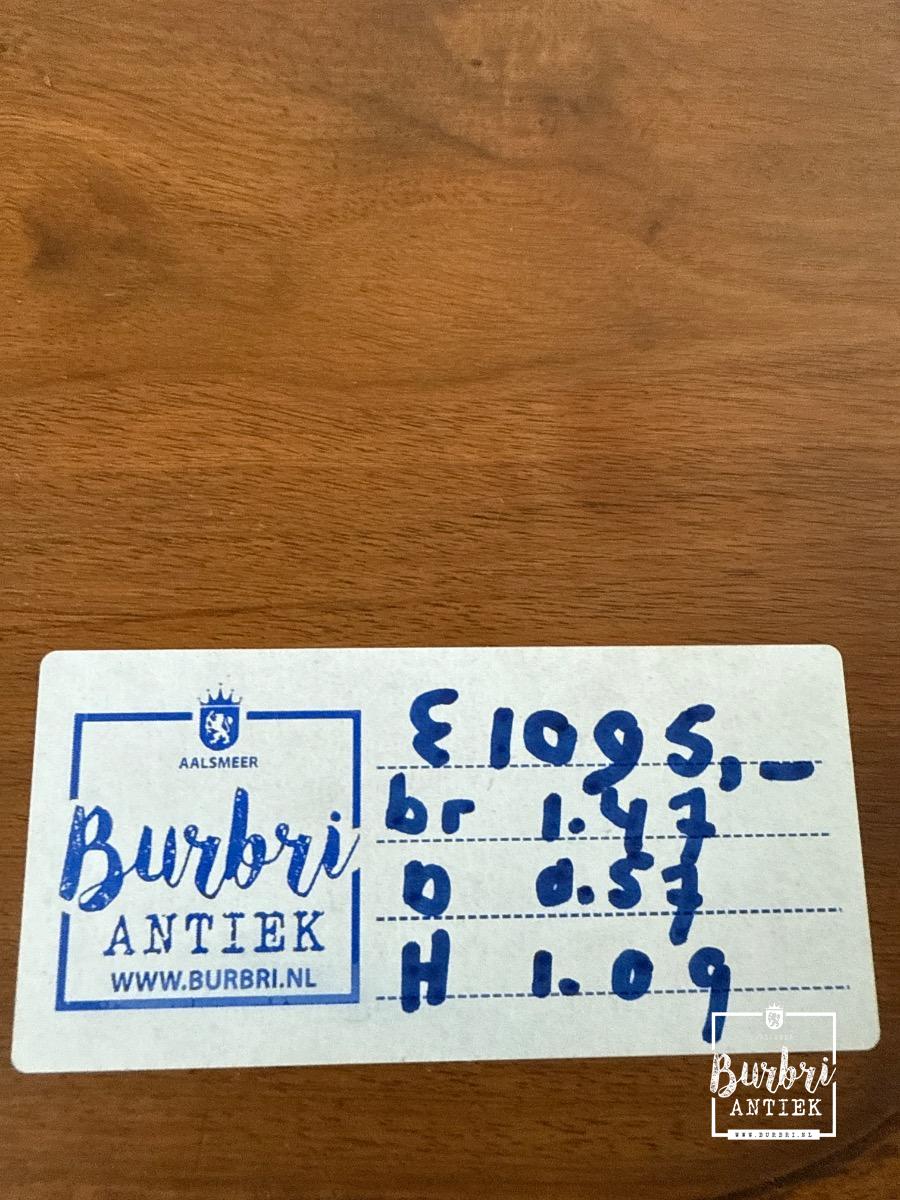 AALSMEER
Burbri
ANTIEK
WWW.BURBRI.NL
€ 1095,-
br 1.47
D 0.57
H 1.09
Burbri
ANTIEK
WWW.BURBRI.NL